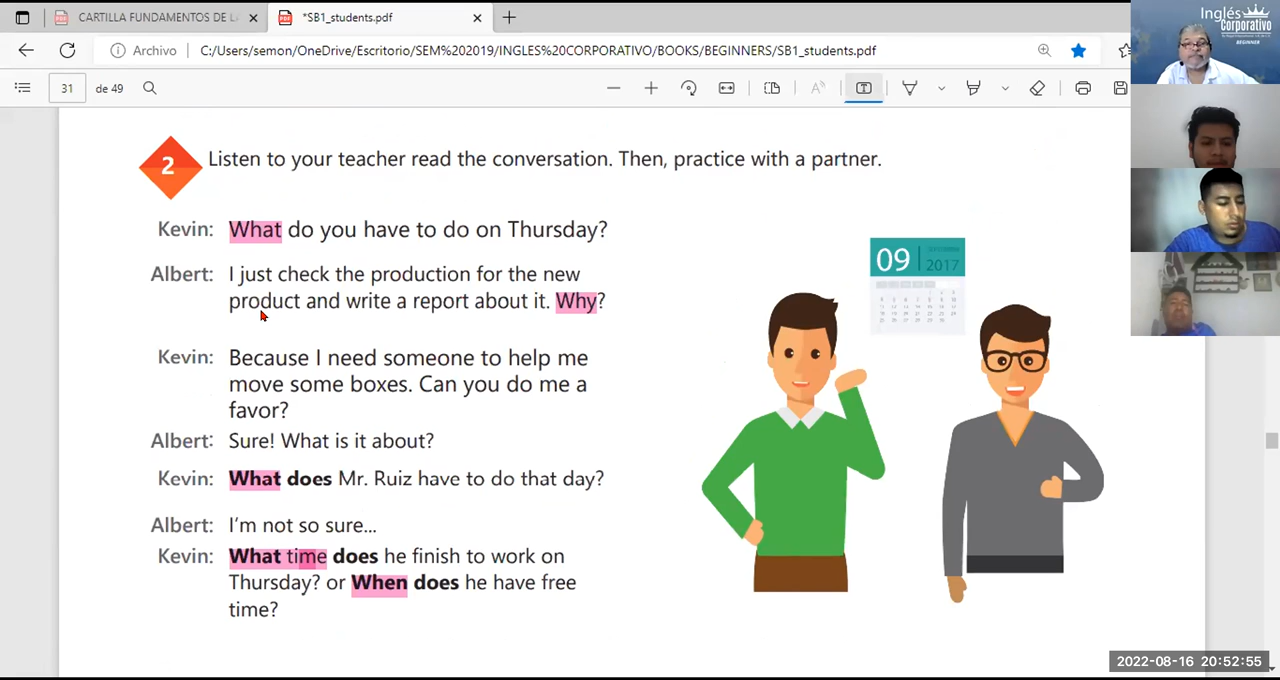 CARTILLA FUNDAMENTOS DE L
*SB1_students.pdf
Archivo
C:/Users/semon/OneDrive/Escritorio/SEM%2019/INGLES%20CORPORATIVO/BOOKS/BEGINNERS/SB1_students.pdf
31 de 49
Inglés
Corporativo
BEGINNER
2 Listen to your teacher read the conversation. Then, practice with a partner.
Kevin: What do you have to do on Thursday?
Albert: I just check the production for the new
product and write a report about it. Why?
Kevin: Because I need someone to help me
move some boxes. Can you do me a
favor?
Albert: Sure! What is it about?
Kevin: What does Mr. Ruiz have to do that day?
Albert: I'm not so sure...
Kevin: What time does he finish to work on
Thursday? or When does he have free
time?
09
2017
2022-08-16 20:52:55